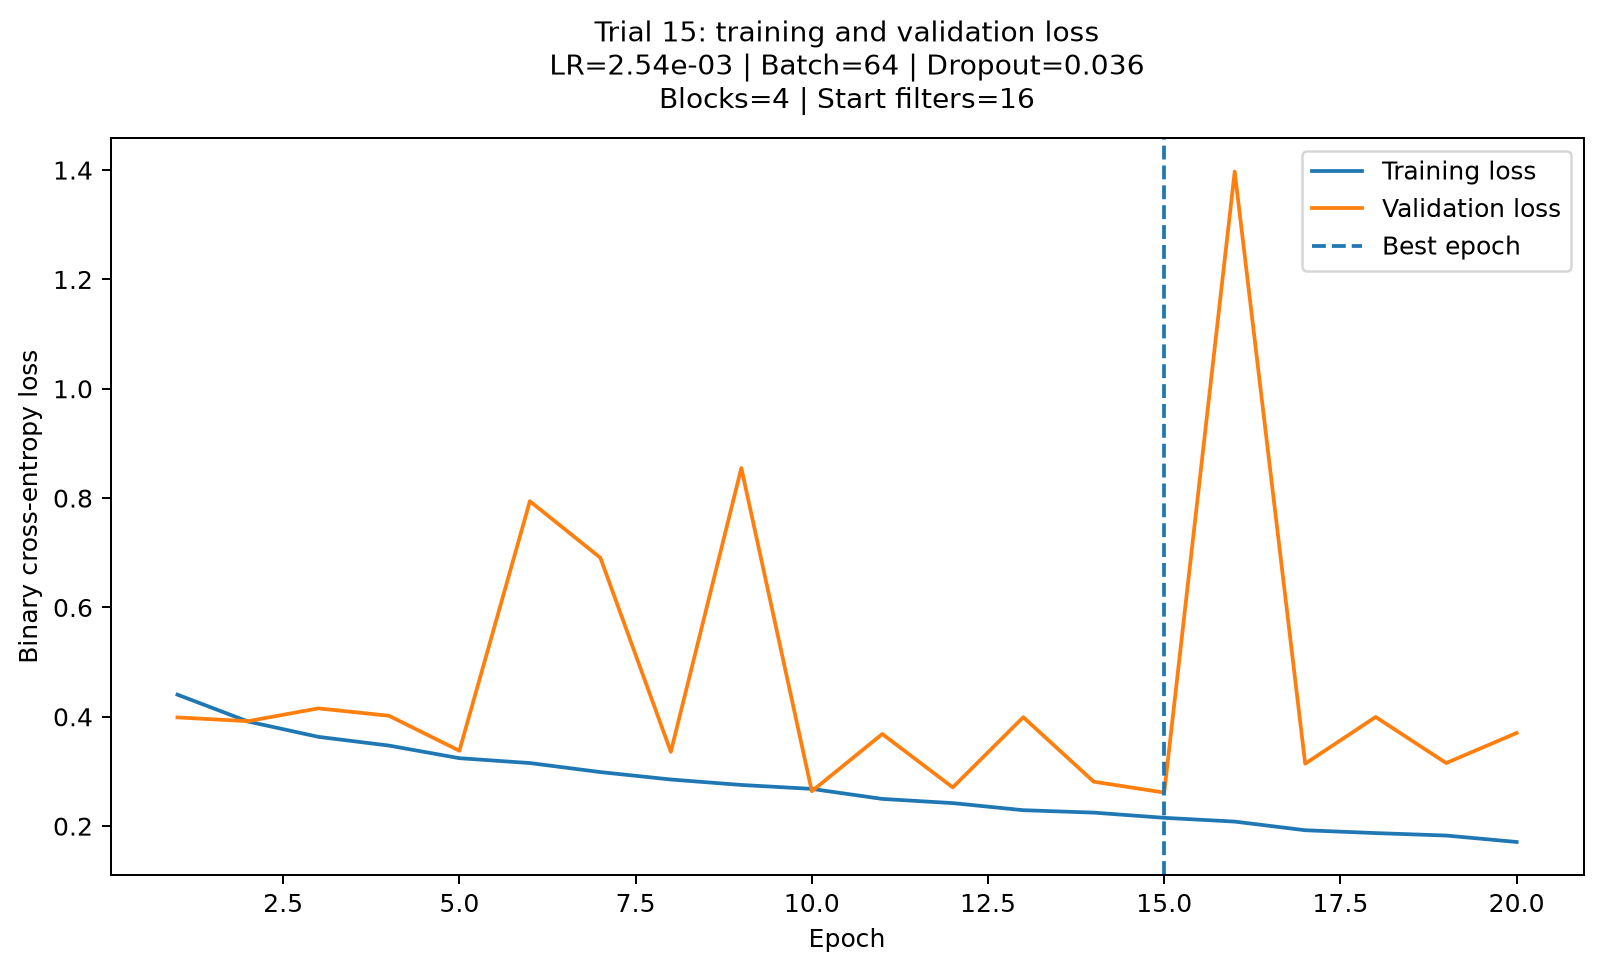 Trial 15: training and validation loss
LR=2.54e-03 | Batch=64 | Dropout=0.036
Blocks=4 | Start filters=16
Training loss
Validation loss
Best epoch
Binary cross-entropy loss
1.4
1.2
1.0
0.8
0.6
0.4
0.2
2.5 5.0 7.5 10.0 12.5 15.0 17.5 20.0
Epoch